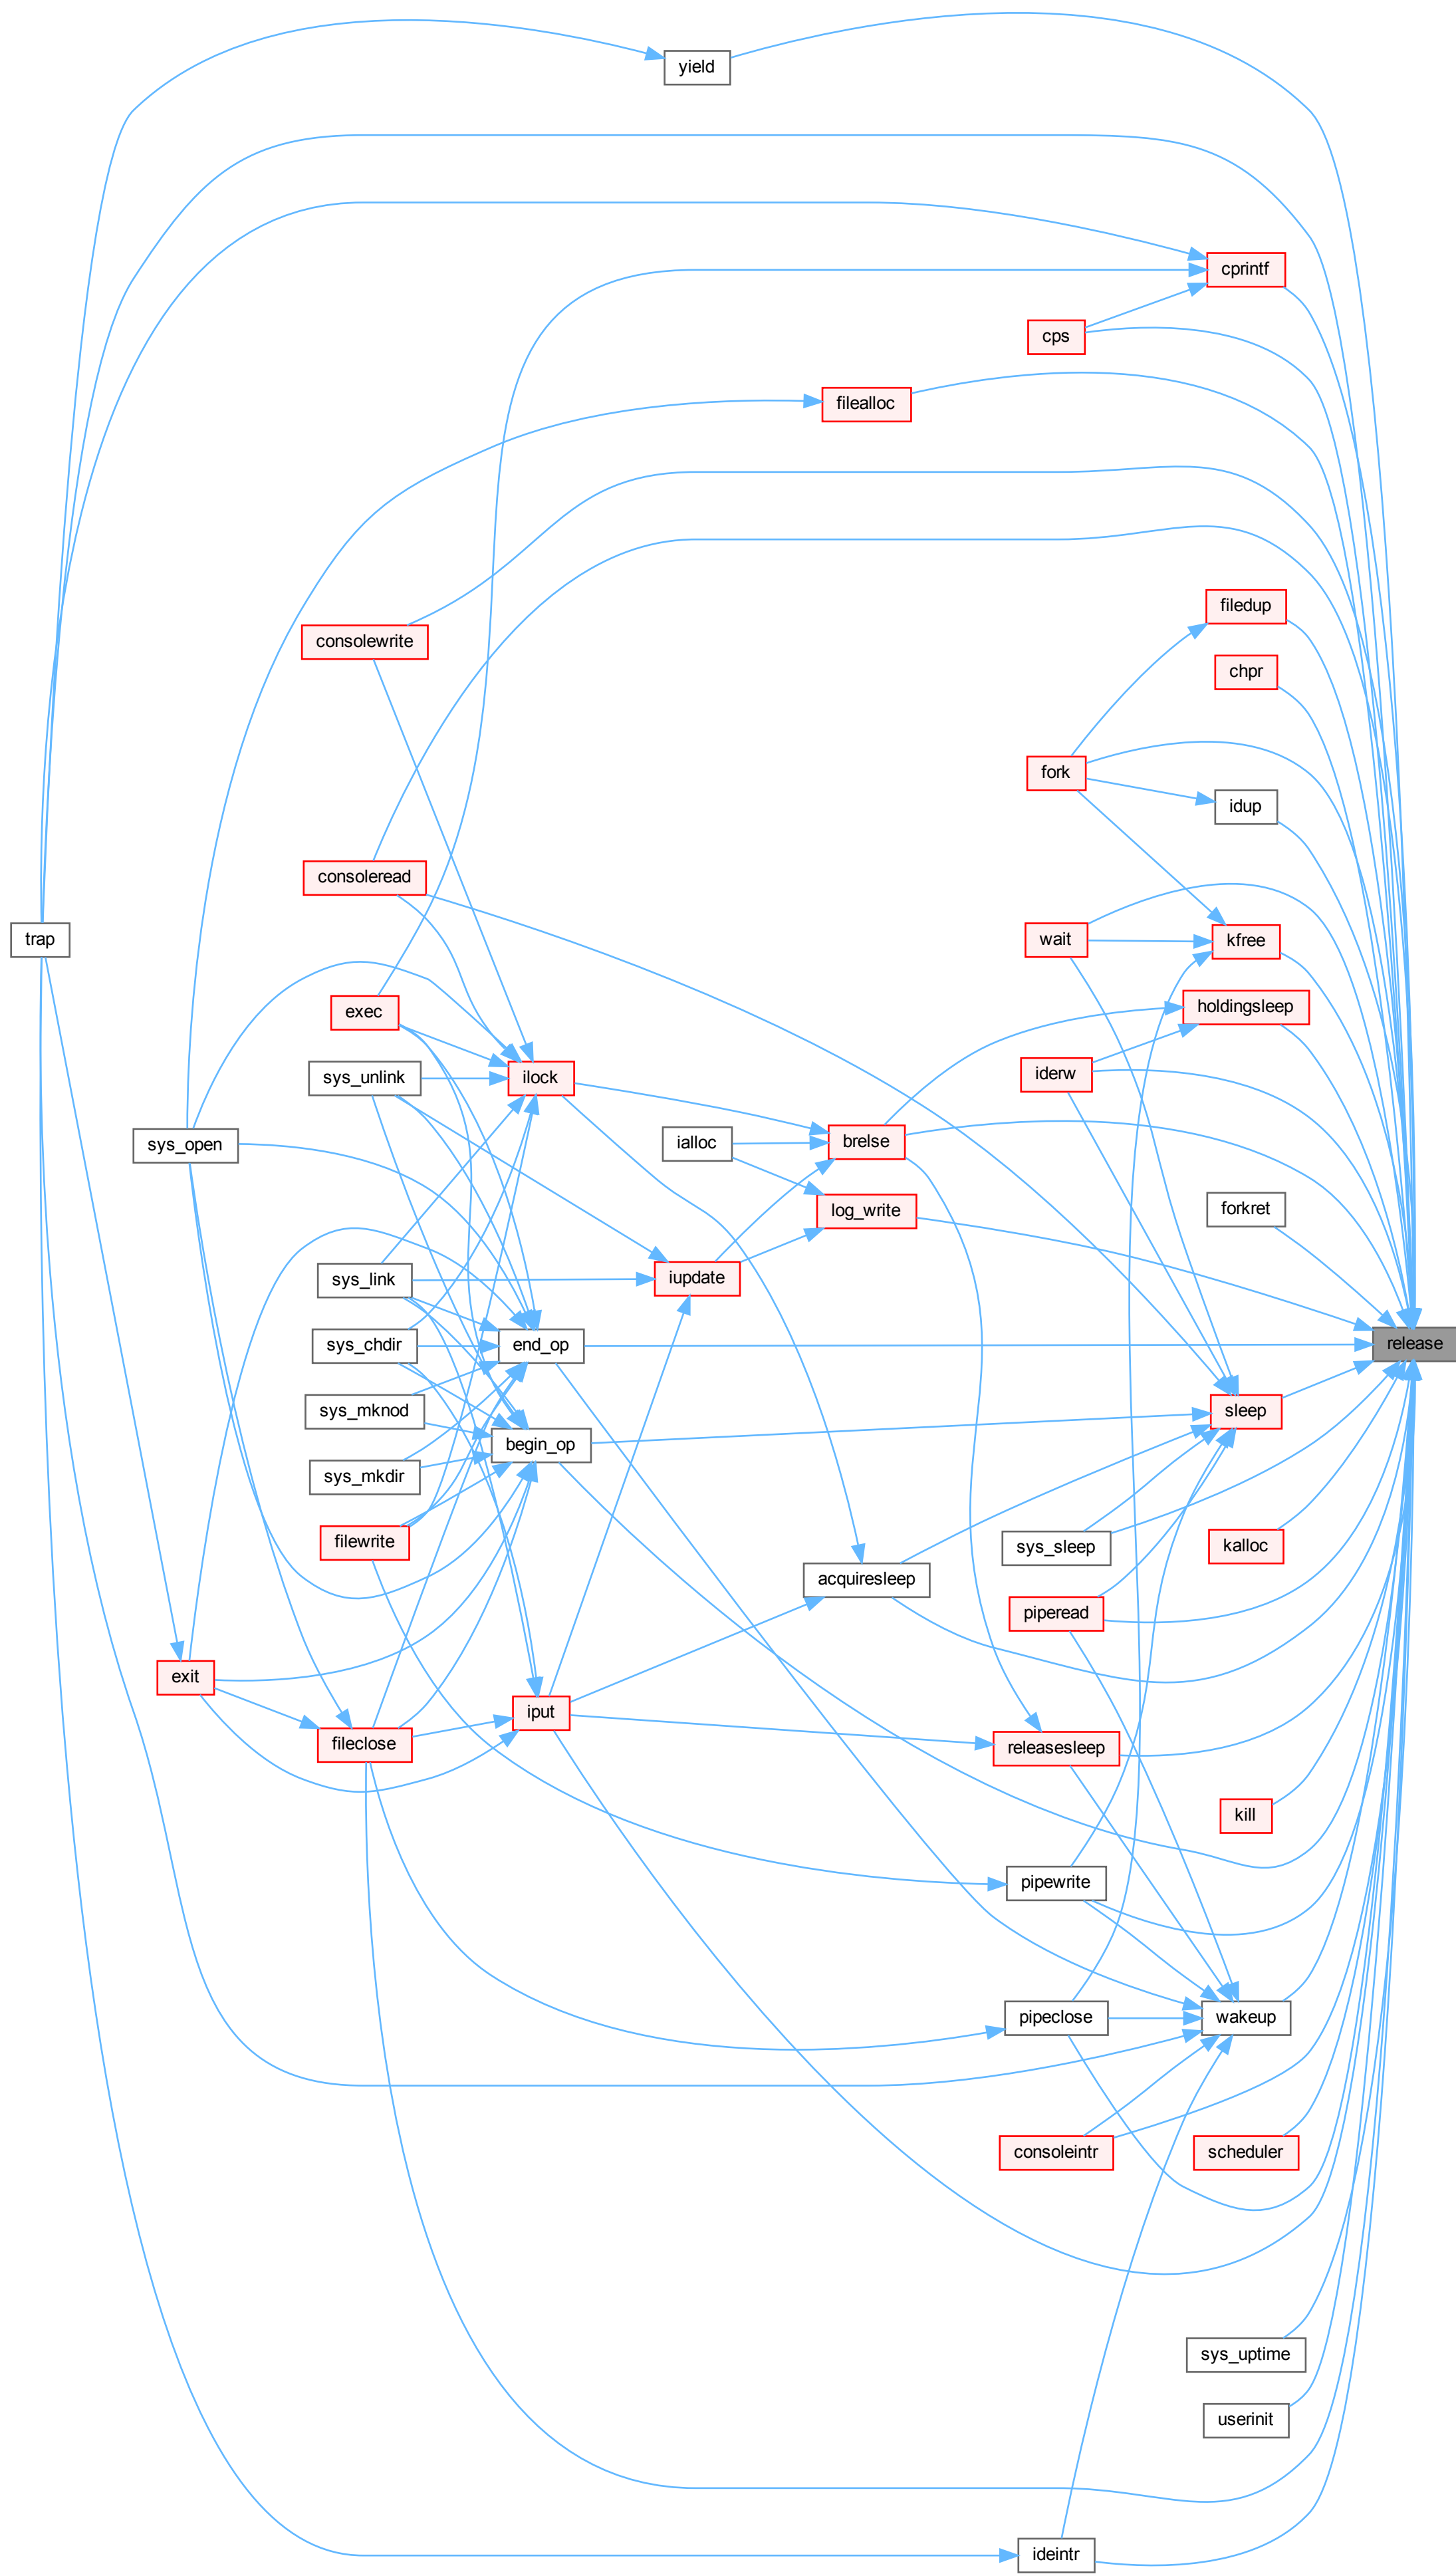 yield
cprintf
cps
filealloc
filedup
consolewrite
chpr
fork
idup
consoleread
trap
wait
kfree
exec
holdingsleep
iderw
sys_unlink
ilock
sys_open
ialloc
brelse
log_write
forkret
sys_link
iupdate
sys_chdir
end_op
release
sys_mknod
sleep
begin_op
sys_mkdir
filewrite
sys_sleep
kalloc
acquiresleep
piperead
exit
iput
fileclose
releasesleep
kill
pipewrite
pipeclose
wakeup
consoleintr
scheduler
sys_uptime
userinit
ideintr